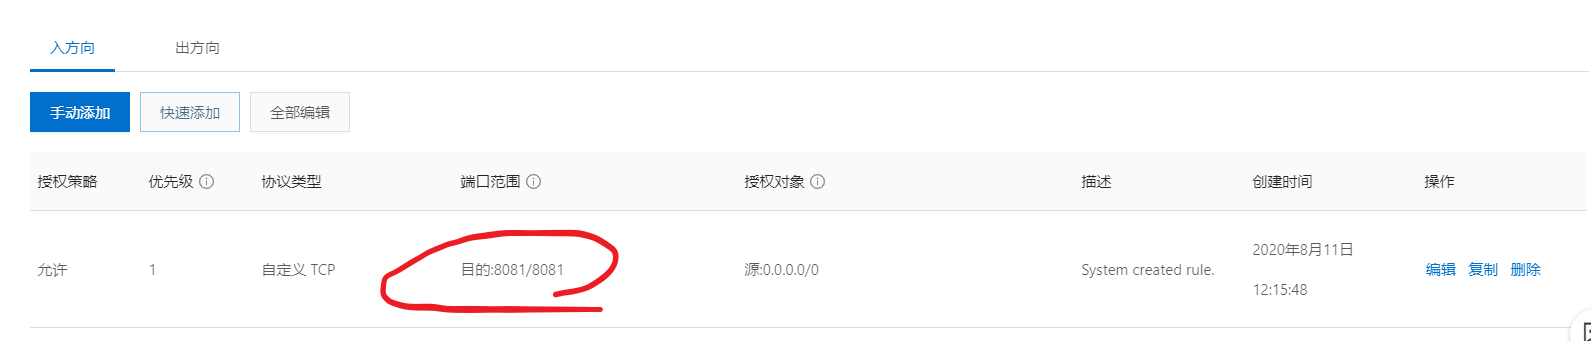 入方向 出方向
手动添加 快速添加 全部编辑
授权策略 优先级 协议类型 端口范围 授权对象 描述 创建时间 操作
允许 1 自定义 TCP 目的:8081/8081 源:0.0.0.0/0 System created rule. 2020年8月11日 编辑 复制 删除
12:15:48